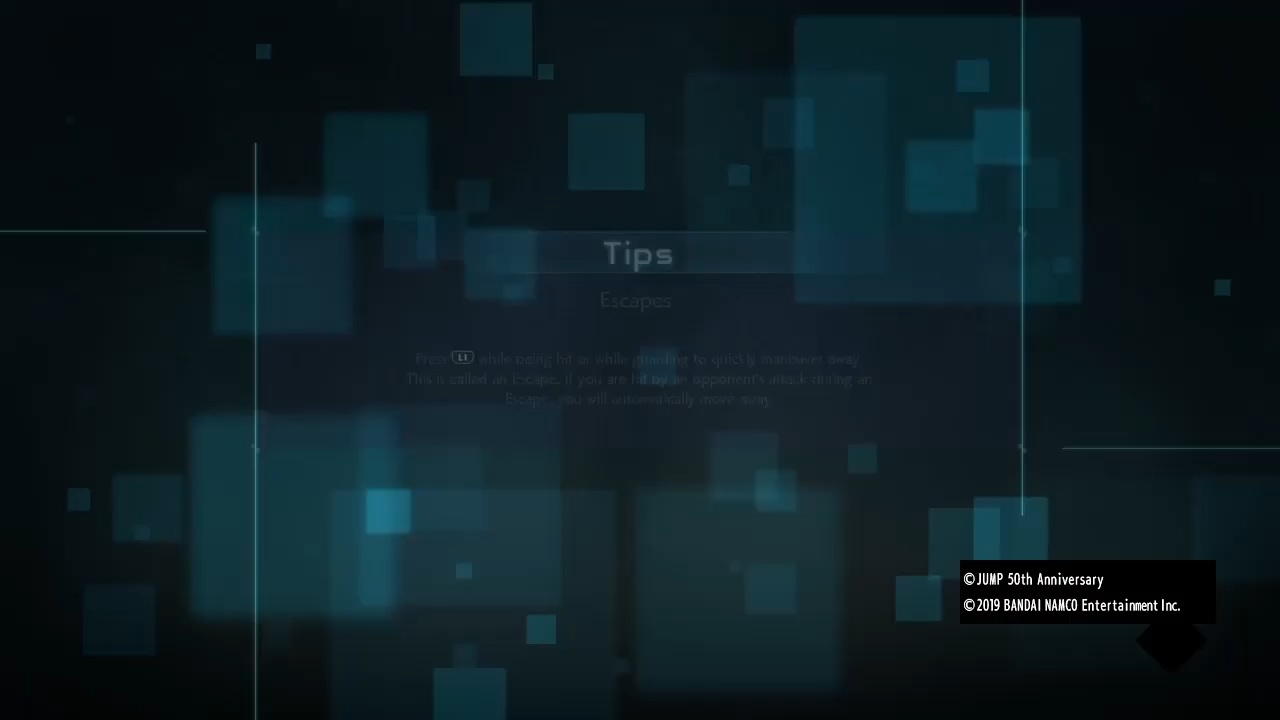 Tips
Escapes
Press L1 while being hit or while guarding to quickly maneuver away.
This is called an Escape. If you are hit by an opponent's attack during an
Escape, you will automatically move away.
©JUMP 50th Anniversary
©2019 BANDAI NAMCO Entertainment Inc.